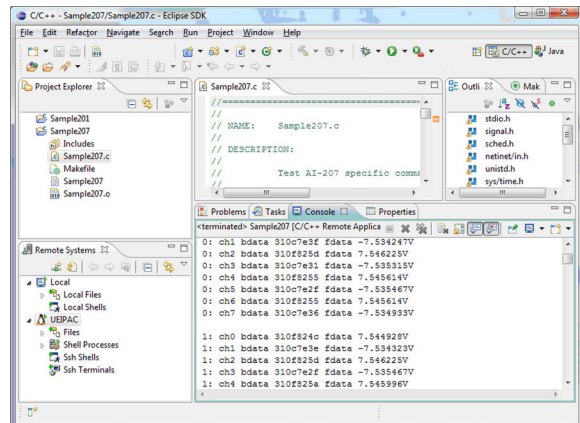 C/C++ - Sample207/Sample207.c - Eclipse SDK
File Edit Refactor Navigate Search Run Project Window Help
C/C++ Java
Project Explorer
Sample201
Sample207
Includes
Sample207.c
Makefile
Sample207
Sample207.o
Sample207.c
//=====================================
//
// NAME: Sample207.c
//
// DESCRIPTION:
//
// Test AI-207 specific comma
//
Outli Mak
stdio.h
signal.h
sched.h
netinet/in.h
unistd.h
sys/time.h
Remote Systems
Local
Local Files
Local Shells
UEIPAC
Files
Shell Processes
Ssh Shells
Ssh Terminals
Problems Tasks Console Properties
<terminated> Sample207 [C/C++ Remote Applica
0: ch1 bdata 310c7e3f fdata -7.534247V
0: ch2 bdata 310f825d fdata 7.546225V
0: ch3 bdata 310c7e31 fdata -7.535315V
0: ch4 bdata 310f8255 fdata 7.545614V
0: ch5 bdata 310c7e2f fdata -7.535467V
0: ch6 bdata 310f8255 fdata 7.545614V
0: ch7 bdata 310c7e36 fdata -7.534933V
1: ch0 bdata 310f824c fdata 7.544928V
1: ch1 bdata 310c7e3e fdata -7.534323V
1: ch2 bdata 310f825d fdata 7.546225V
1: ch3 bdata 310c7e2f fdata -7.535467V
1: ch4 bdata 310f825a fdata 7.545996V